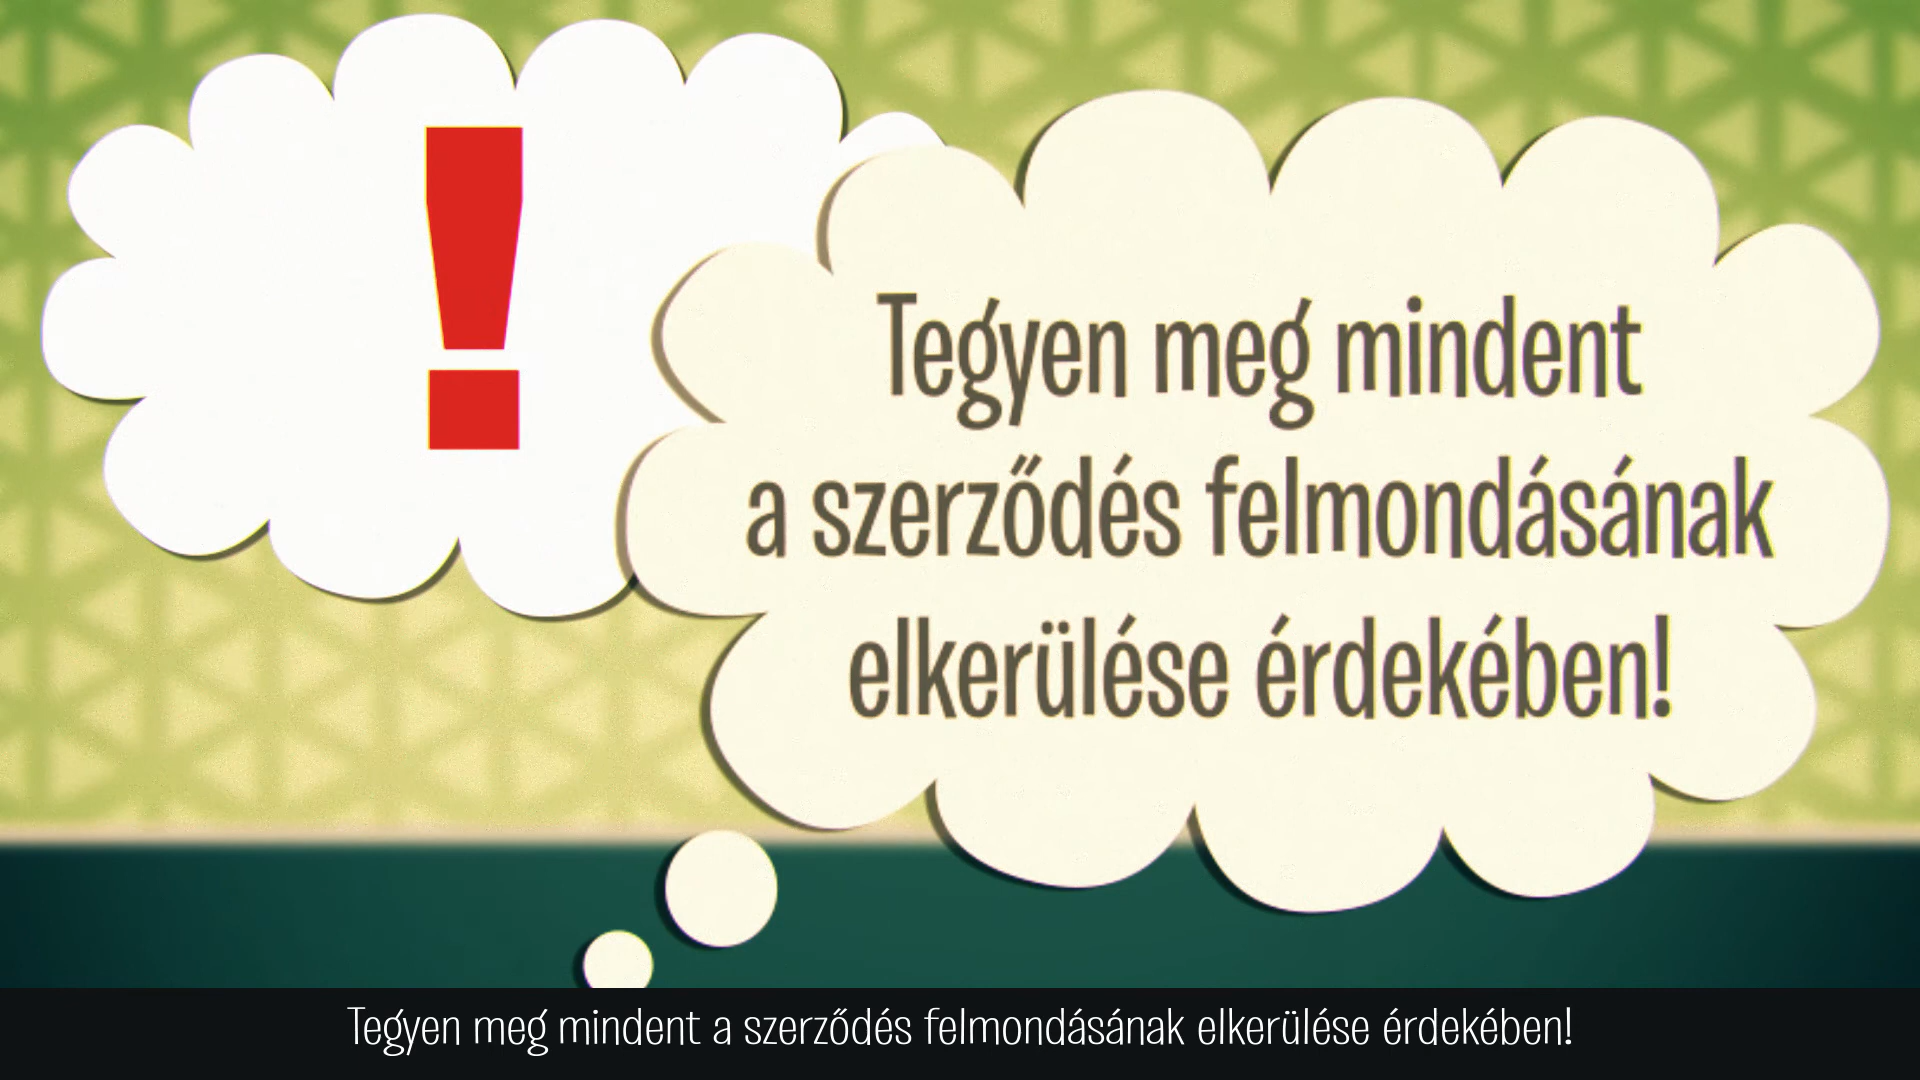 !
Tegyen meg mindent
a szerződés felmondásának
elkerülése érdekében!
Tegyen meg mindent a szerződés felmondásának elkerülése érdekében!